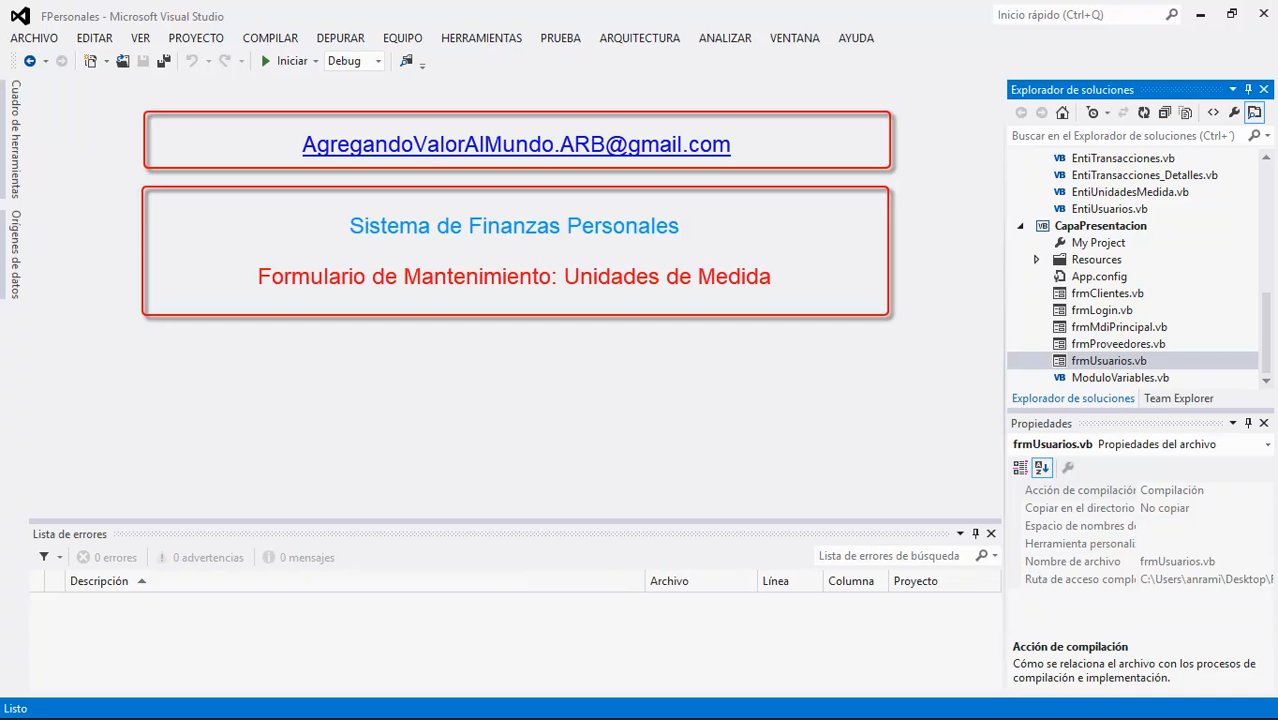 FPersonales - Microsoft Visual Studio
Inicio rápido (Ctrl+Q)
ARCHIVO EDITAR VER PROYECTO COMPILAR DEPURAR EQUIPO HERRAMIENTAS PRUEBA ARQUITECTURA ANALIZAR VENTANA AYUDA
Iniciar Debug
Cuadro de herramientas
Orígenes de datos
AgregandoValorAlMundo.ARB@gmail.com
Sistema de Finanzas Personales
Formulario de Mantenimiento: Unidades de Medida
Explorador de soluciones
Buscar en el Explorador de soluciones (Ctrl+´)
VB EntiTransacciones.vb
VB EntiTransacciones_Detalles.vb
VB EntiUnidadesMedida.vb
VB EntiUsuarios.vb
VB CapaPresentacion
My Project
Resources
App.config
frmClientes.vb
frmLogin.vb
frmMdiPrincipal.vb
frmProveedores.vb
frmUsuarios.vb
VB ModuloVariables.vb
Explorador de soluciones Team Explorer
Propiedades
frmUsuarios.vb Propiedades del archivo
Acción de compilación Compilación
Copiar en el directorio No copiar
Espacio de nombres de
Herramienta personali
Nombre de archivo frmUsuarios.vb
Ruta de acceso compl C:\Users\anrami\Desktop\
Acción de compilación
Cómo se relaciona el archivo con los procesos de
compilación e implementación.
Lista de errores
0 errores 0 advertencias 0 mensajes
Lista de errores de búsqueda
Descripción Archivo Línea Columna Proyecto
Listo